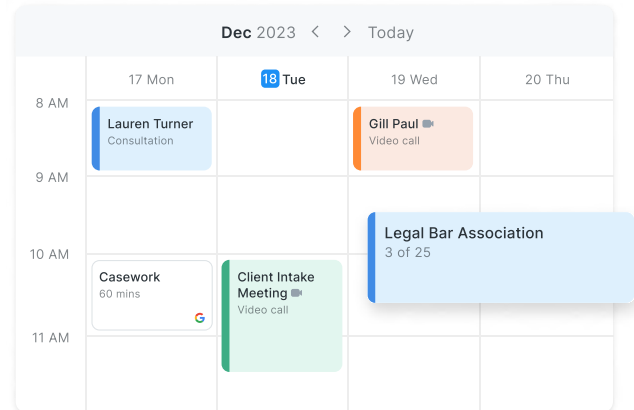 Dec 2023 < > Today
17 Mon
18 Tue
19 Wed
20 Thu
8 AM
Lauren Turner
Consultation
Gill Paul
Video call
9 AM
Legal Bar Association
3 of 25
10 AM
Casework
60 mins
G
Client Intake
Meeting
Video call
11 AM